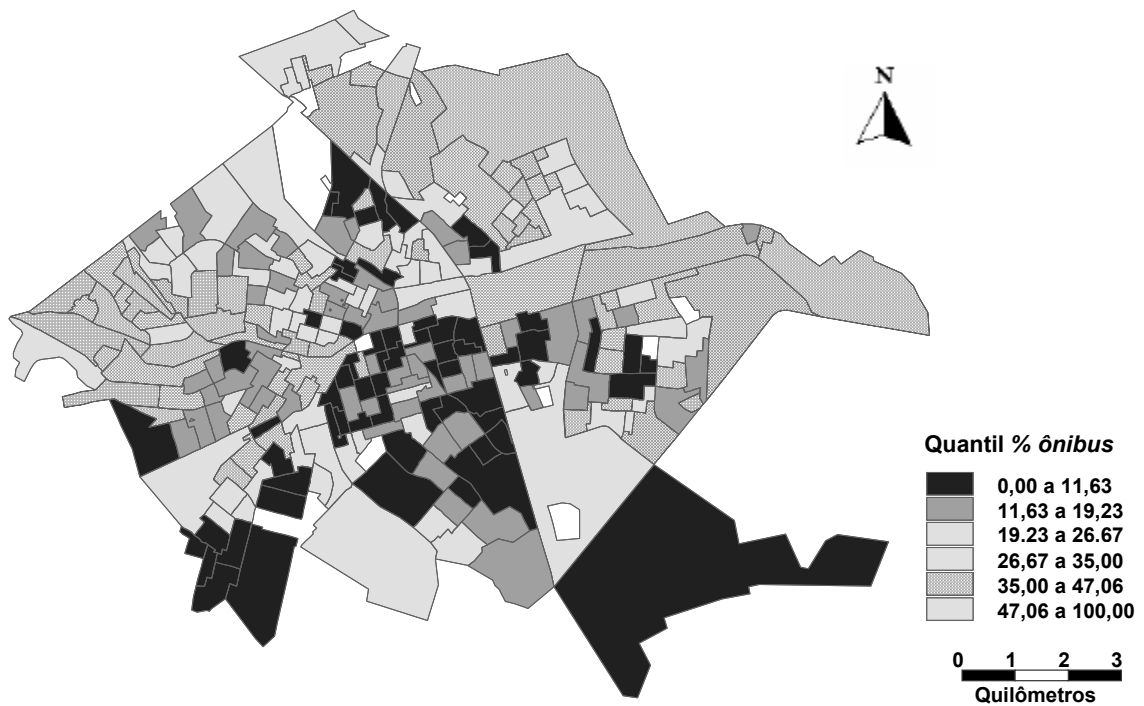 N
Quantil % ônibus
0,00 a 11,63
11,63 a 19,23
19.23 a 26.67
26,67 a 35,00
35,00 a 47,06
47,06 a 100,00
0 1 2 3
Quilômetros